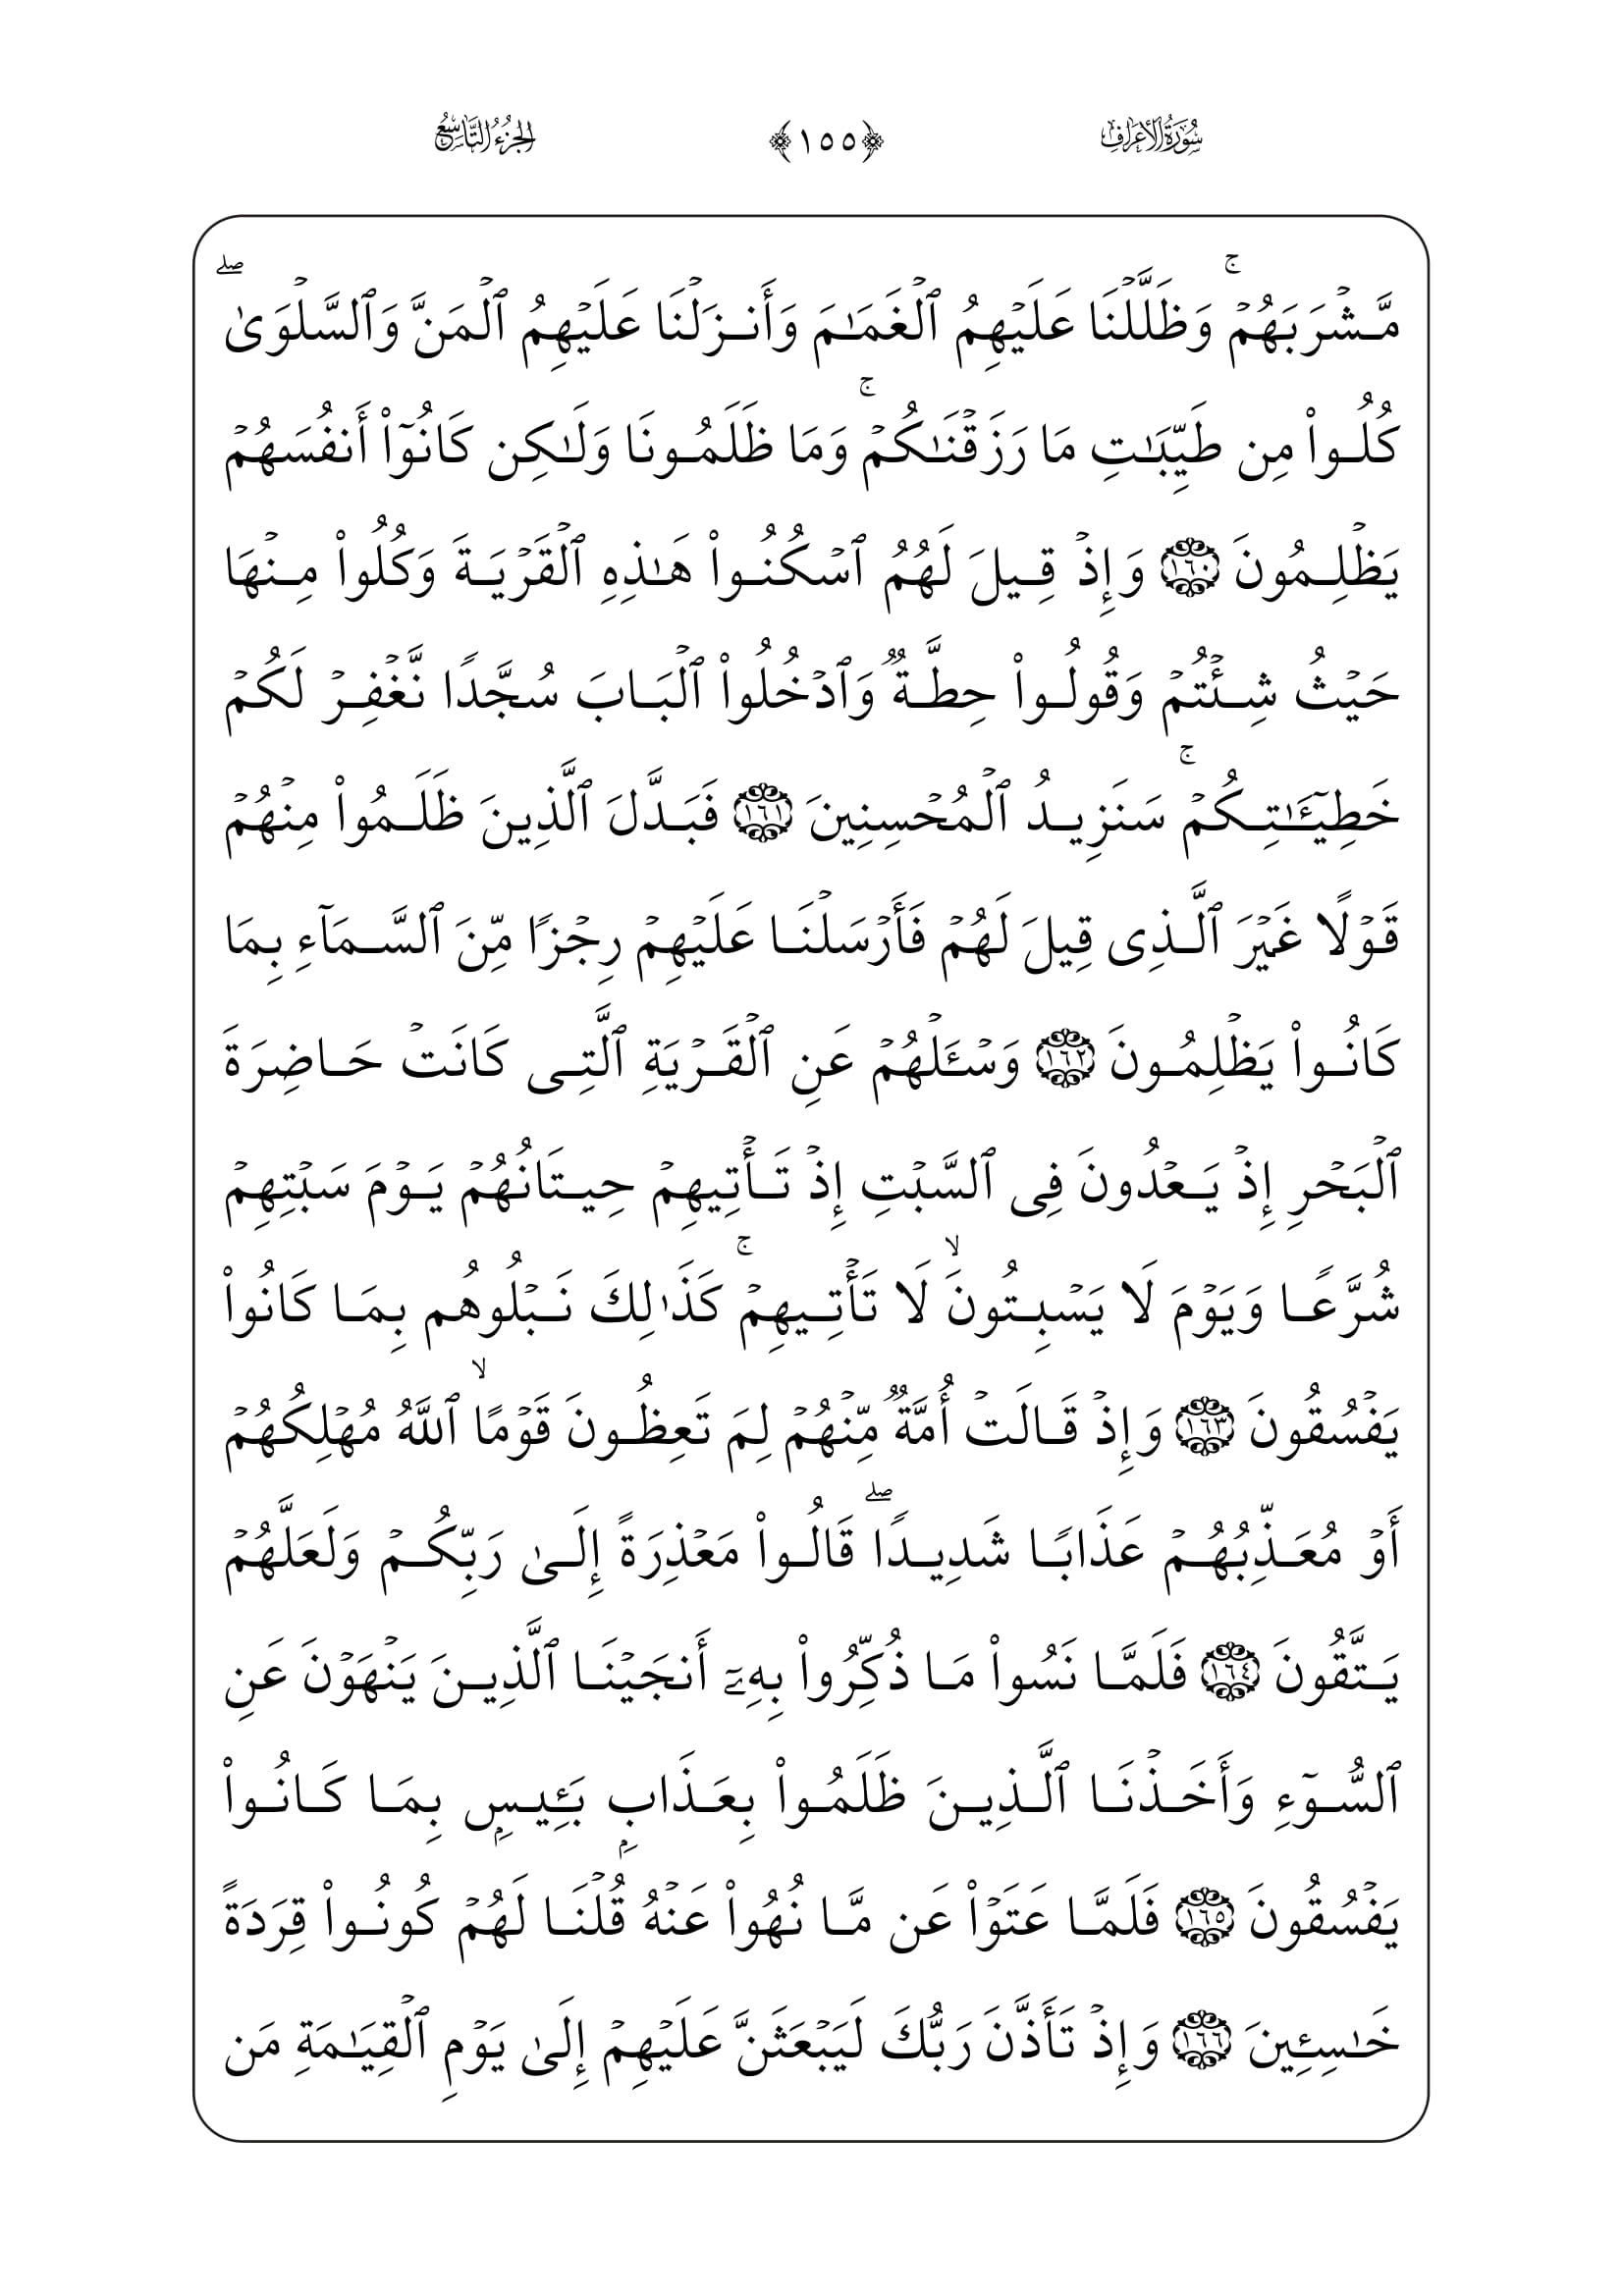 سُورَةُ الأَعْرَافِ ﴿١٥٥﴾ الجُزْءُ التَّاسِعُ
مَّشْرَبَهُمْۚ وَظَلَّلْنَا عَلَيْهِمُ ٱلْغَمَـٰمَ وَأَنزَلْنَا عَلَيْهِمُ ٱلْمَنَّ وَٱلسَّلْوَىٰۖ
كُلُوا۟ مِن طَيِّبَـٰتِ مَا رَزَقْنَـٰكُمْۚ وَمَا ظَلَمُونَا وَلَـٰكِن كَانُوٓا۟ أَنفُسَهُمْ
يَظْلِمُونَ ١٦٠ وَإِذْ قِيلَ لَهُمُ ٱسْكُنُوا۟ هَـٰذِهِ ٱلْقَرْيَةَ وَكُلُوا۟ مِنْهَا
حَيْثُ شِئْتُمْ وَقُولُوا۟ حِطَّةٌ وَٱدْخُلُوا۟ ٱلْبَابَ سُجَّدًا نَّغْفِرْ لَكُمْ
خَطِيٓـَٔـٰتِكُمْۚ سَنَزِيدُ ٱلْمُحْسِنِينَ ١٦١ فَبَدَّلَ ٱلَّذِينَ ظَلَمُوا۟ مِنْهُمْ
قَوْلًا غَيْرَ ٱلَّذِى قِيلَ لَهُمْ فَأَرْسَلْنَا عَلَيْهِمْ رِجْزًا مِّنَ ٱلسَّمَآءِ بِمَا
كَانُوا۟ يَظْلِمُونَ ١٦٢ وَسْـَٔلْهُمْ عَنِ ٱلْقَرْيَةِ ٱلَّتِى كَانَتْ حَاضِرَةَ
ٱلْبَحْرِ إِذْ يَعْدُونَ فِى ٱلسَّبْتِ إِذْ تَأْتِيهِمْ حِيتَانُهُمْ يَوْمَ سَبْتِهِمْ
شُرَّعًا وَيَوْمَ لَا يَسْبِتُونَۙ لَا تَأْتِيهِمْۚ كَذَٰلِكَ نَبْلُوهُم بِمَا كَانُوا۟
يَفْسُقُونَ ١٦٣ وَإِذْ قَالَتْ أُمَّةٌ مِّنْهُمْ لِمَ تَعِظُونَ قَوْمًاۙ ٱللَّهُ مُهْلِكُهُمْ
أَوْ مُعَذِّبُهُمْ عَذَابًا شَدِيدًاۖ قَالُوا۟ مَعْذِرَةً إِلَىٰ رَبِّكُمْ وَلَعَلَّهُمْ
يَتَّقُونَ ١٦٤ فَلَمَّا نَسُوا۟ مَا ذُكِّرُوا۟ بِهِۦٓ أَنجَيْنَا ٱلَّذِينَ يَنْهَوْنَ عَنِ
ٱلسُّوٓءِ وَأَخَذْنَا ٱلَّذِينَ ظَلَمُوا۟ بِعَذَابٍۭ بَـِٔيسٍۭ بِمَا كَانُوا۟
يَفْسُقُونَ ١٦٥ فَلَمَّا عَتَوْا۟ عَن مَّا نُهُوا۟ عَنْهُ قُلْنَا لَهُمْ كُونُوا۟ قِرَدَةً
خَـٰسِـِٔينَ ١٦٦ وَإِذْ تَأَذَّنَ رَبُّكَ لَيَبْعَثَنَّ عَلَيْهِمْ إِلَىٰ يَوْمِ ٱلْقِيَـٰمَةِ مَن